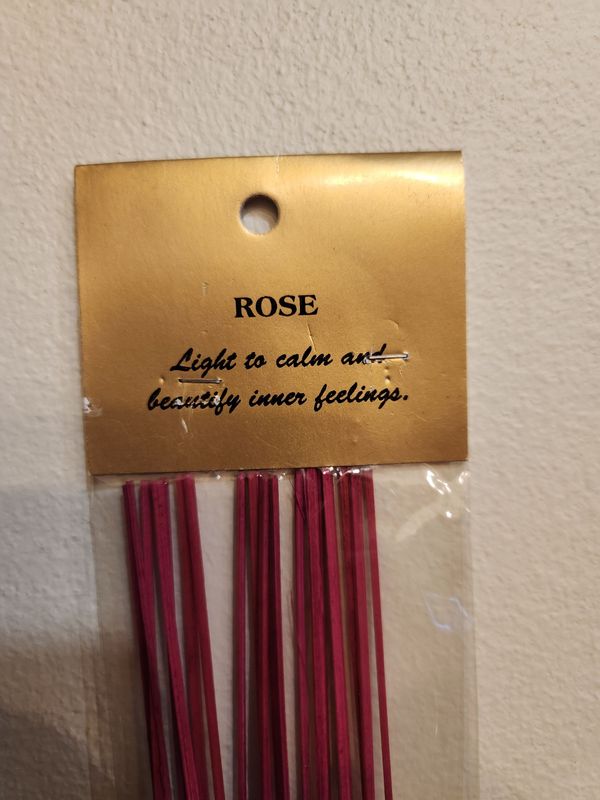 ROSE
Light to calm and
beautify inner feelings.